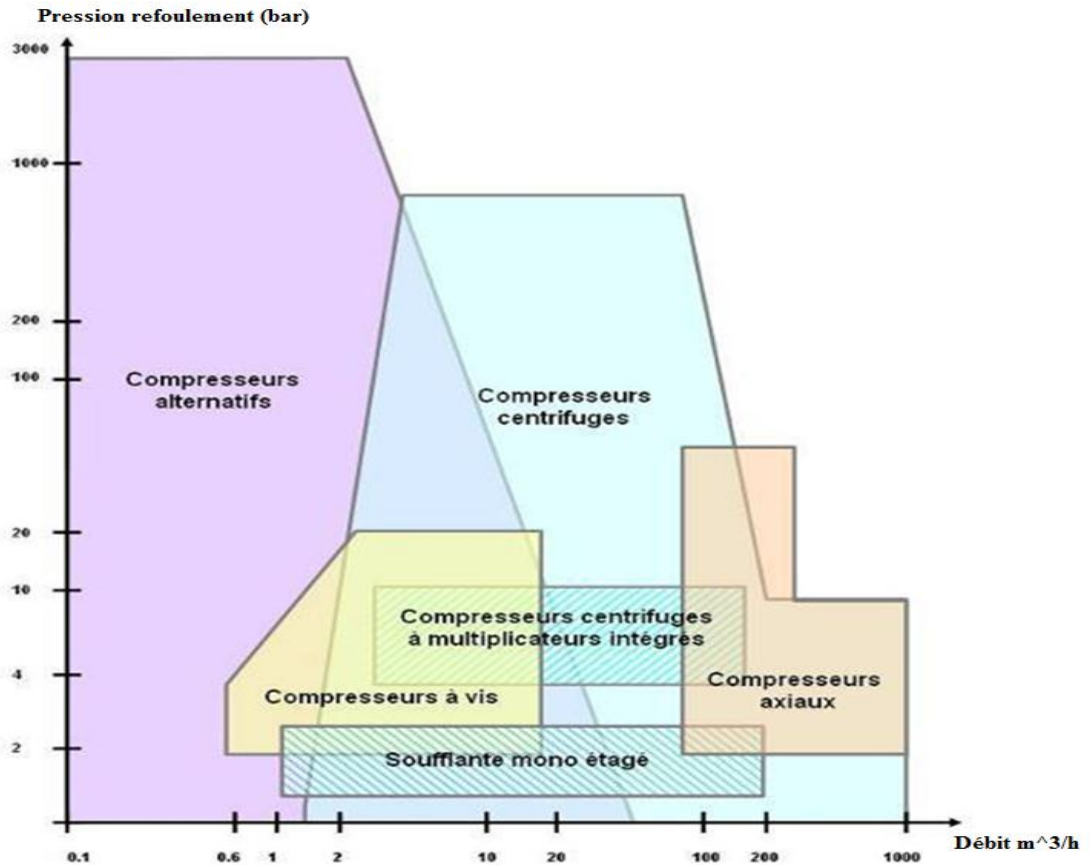 Pression refoulement (bar)
3000
1000
200
100
Compresseurs
alternatifs
Compresseurs
centrifuges
20
10
Compresseurs centrifuges
à multiplicateurs intégrès
4
Compresseurs à vis
Compresseurs
axiaux
2
Soufflante mono étagé
0.1 0.6 1 2 10 20 100 200 1000
Débit m^3/h